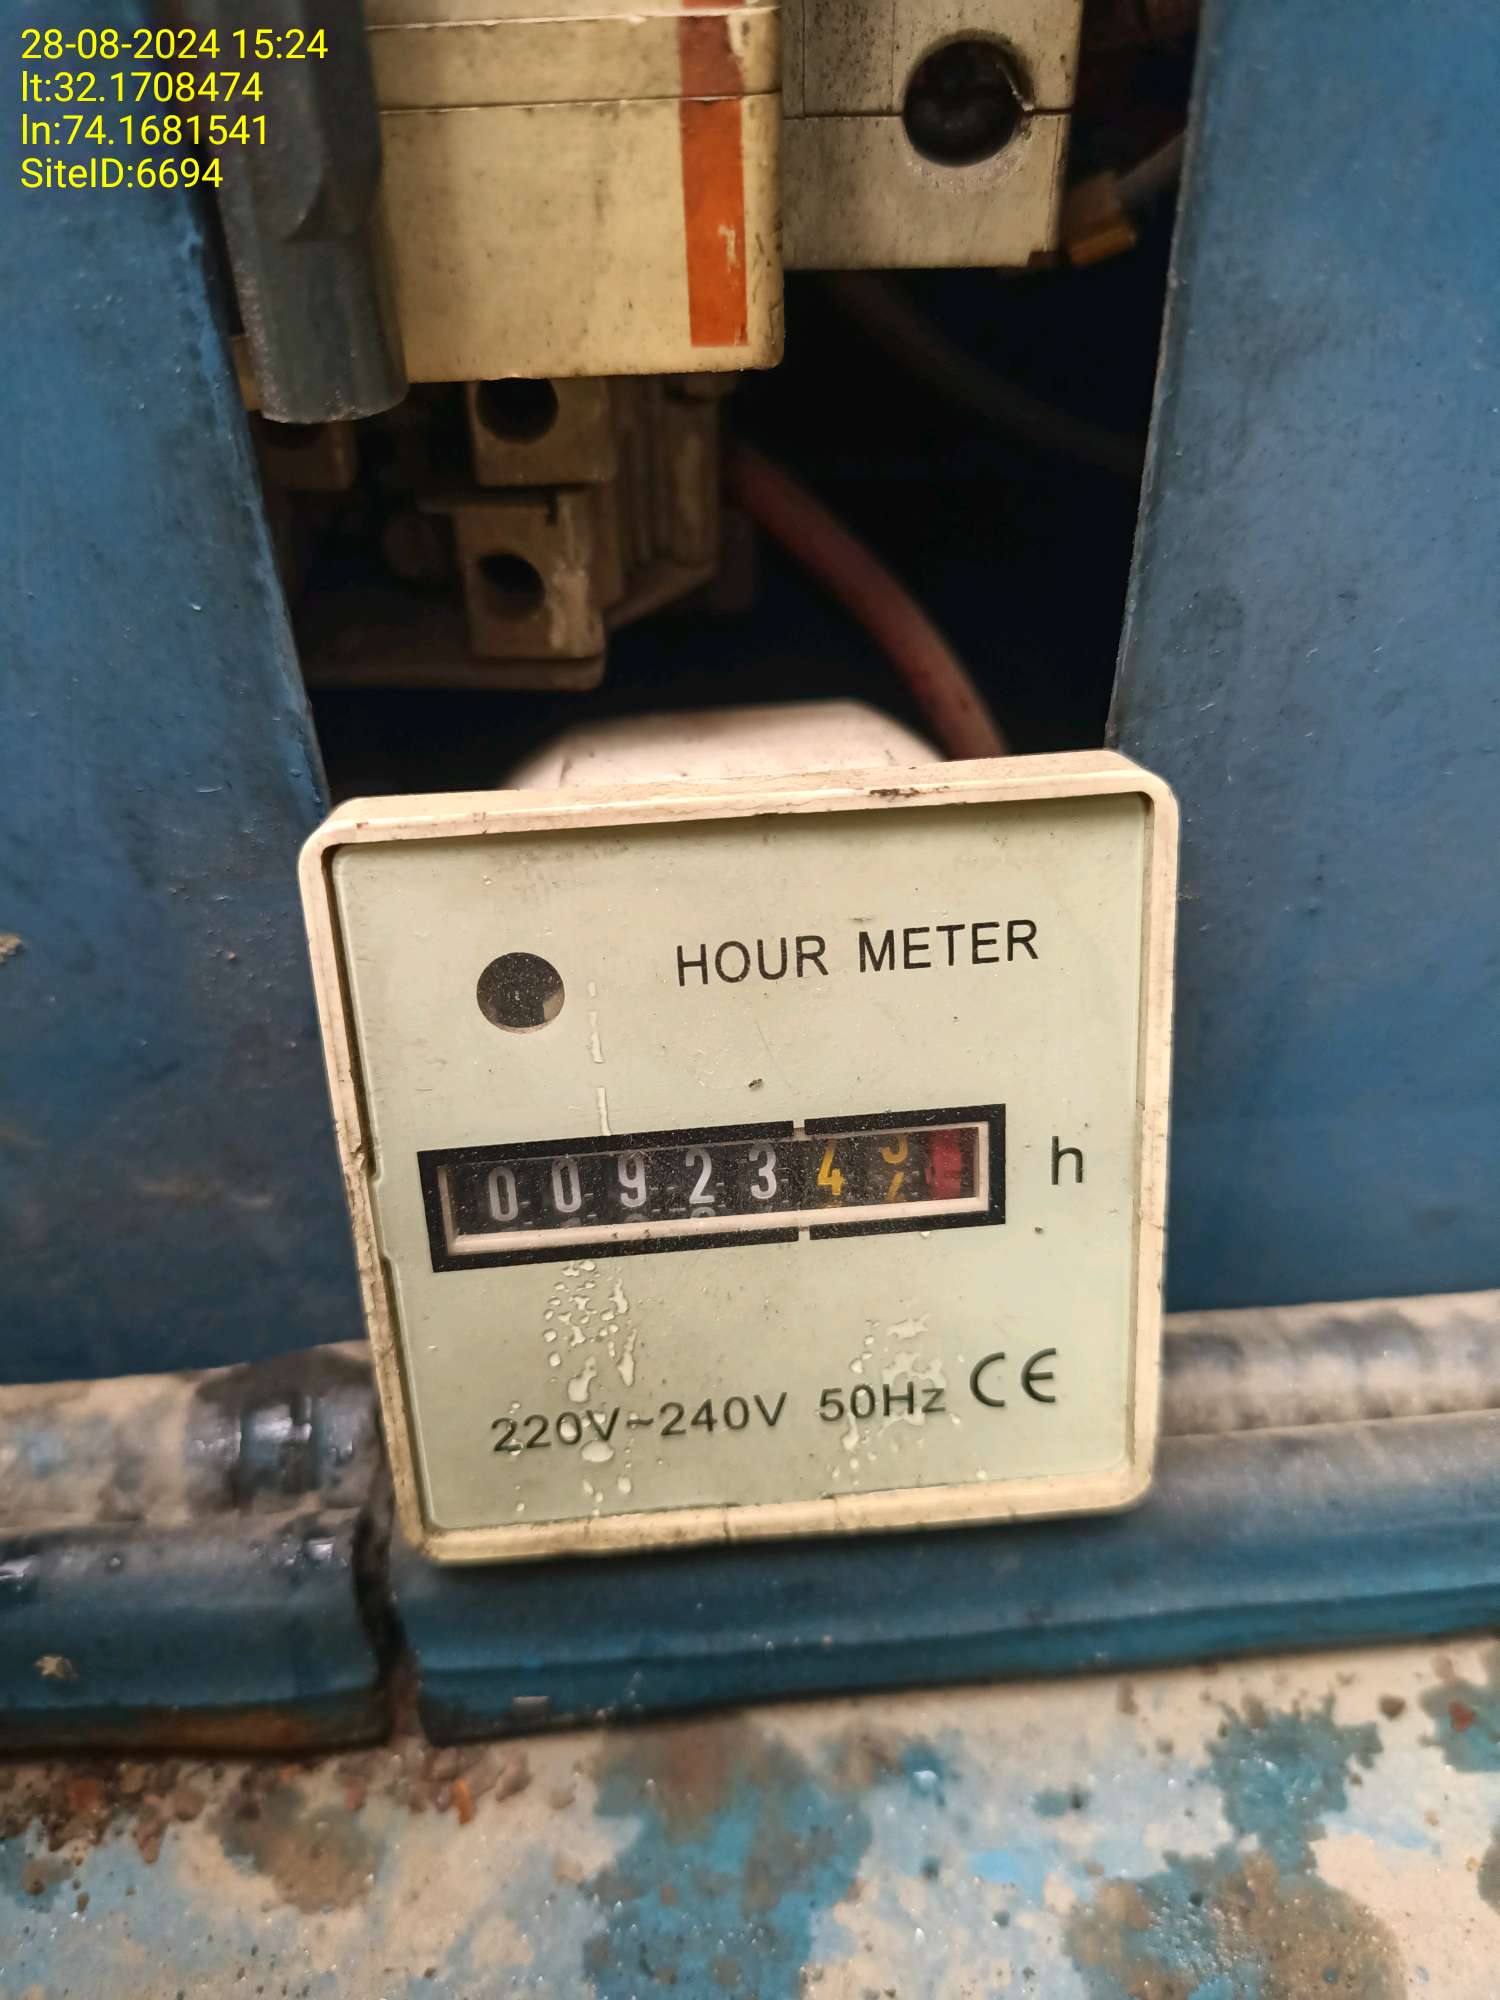 28-08-2024 15:24
lt:32.1708474
ln:74.1681541
SiteID:6694
HOUR METER
009234
h
220V~240V 50Hz CE